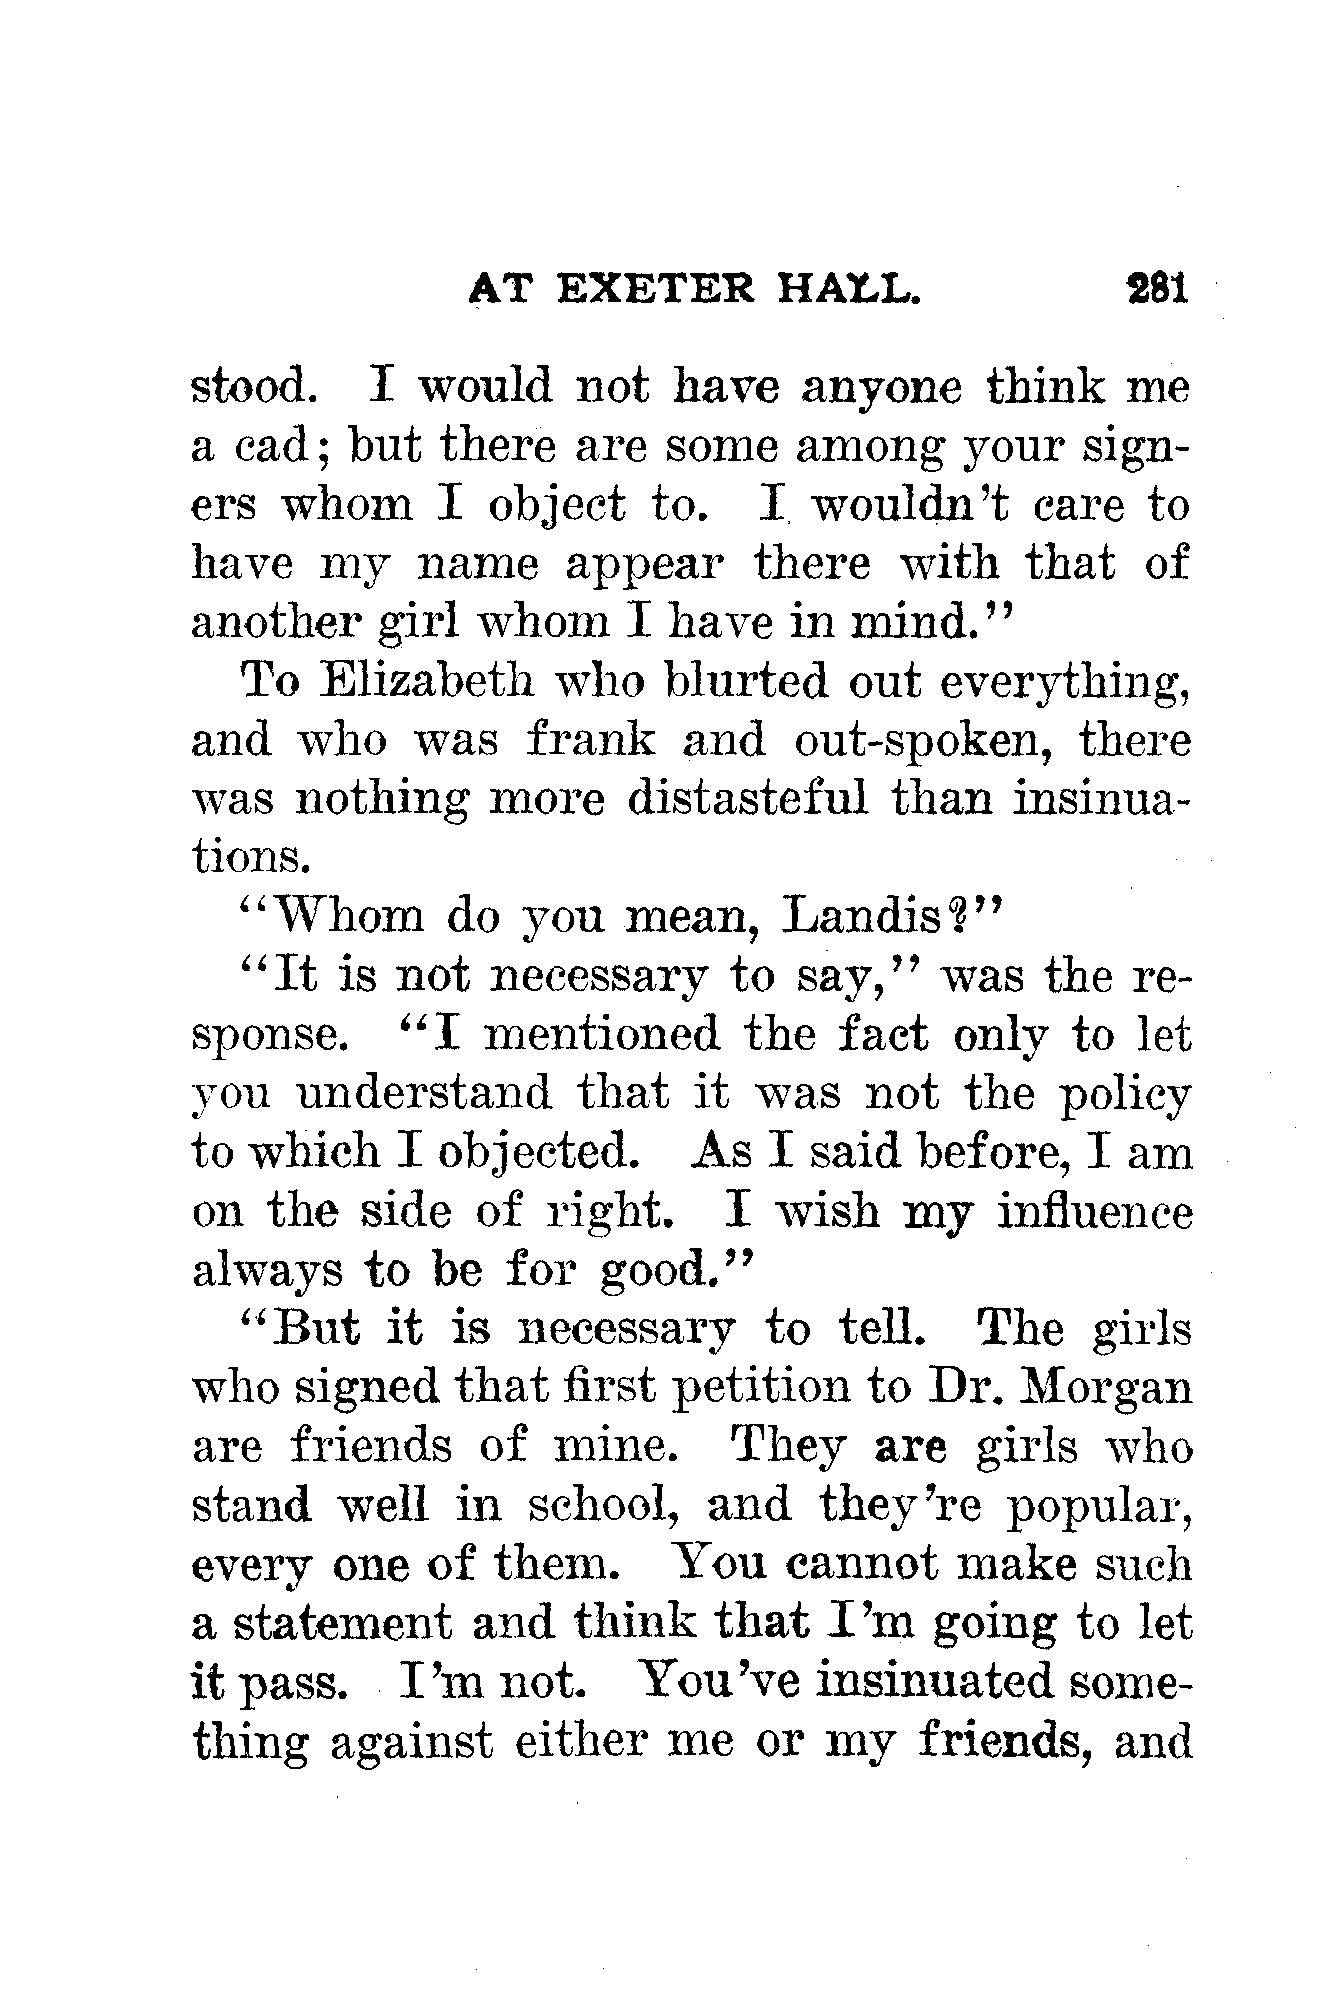 AT EXETER HALL. 281
stood. I would not have anyone think me
a cad; but there are some among your sign-
ers whom I object to. I wouldn't care to
have my name appear there with that of
another girl whom I have in mind."
To Elizabeth who blurted out everything,
and who was frank and out-spoken, there
was nothing more distasteful than insinua-
tions.
"Whom do you mean, Landis?"
"It is not necessary to say," was the re-
sponse. "I mentioned the fact only to let
you understand that it was not the policy
to which I objected. As I said before, I am
on the side of right. I wish my influence
always to be for good."
"But it is necessary to tell. The girls
who signed that first petition to Dr. Morgan
are friends of mine. They are girls who
stand well in school, and they're popular,
every one of them. You cannot make such
a statement and think that I'm going to let
it pass. I'm not. You've insinuated some-
thing against either me or my friends, and